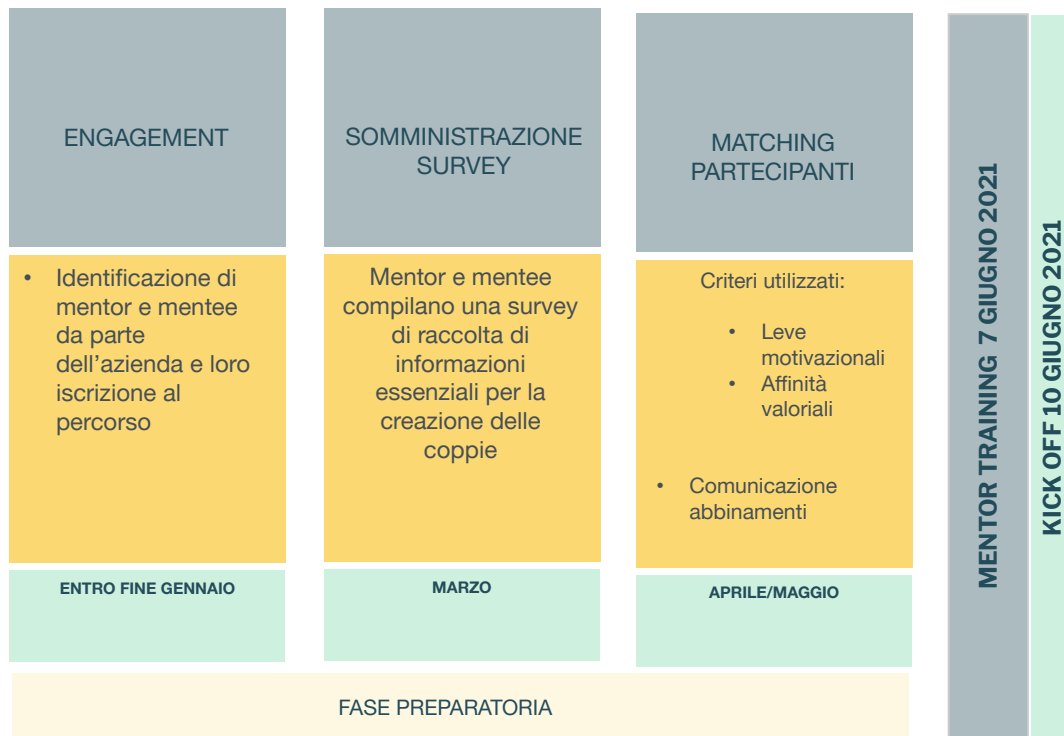 ENGAGEMENT
• Identificazione di
mentor e mentee
da parte
dell'azienda e loro
iscrizione al
percorso
ENTRO FINE GENNAIO
SOMMINISTRAZIONE
SURVEY
Mentor e mentee
compilano una survey
di raccolta di
informazioni
essenziali per la
creazione delle
coppie
MARZO
MATCHING
PARTECIPANTI
Criteri utilizzati:
• Leve
motivazionali
• Affinità
valoriali
• Comunicazione
abbinamenti
APRILE/MAGGIO
FASE PREPARATORIA
MENTOR TRAINING 7 GIUGNO 2021
KICK OFF 10 GIUGNO 2021